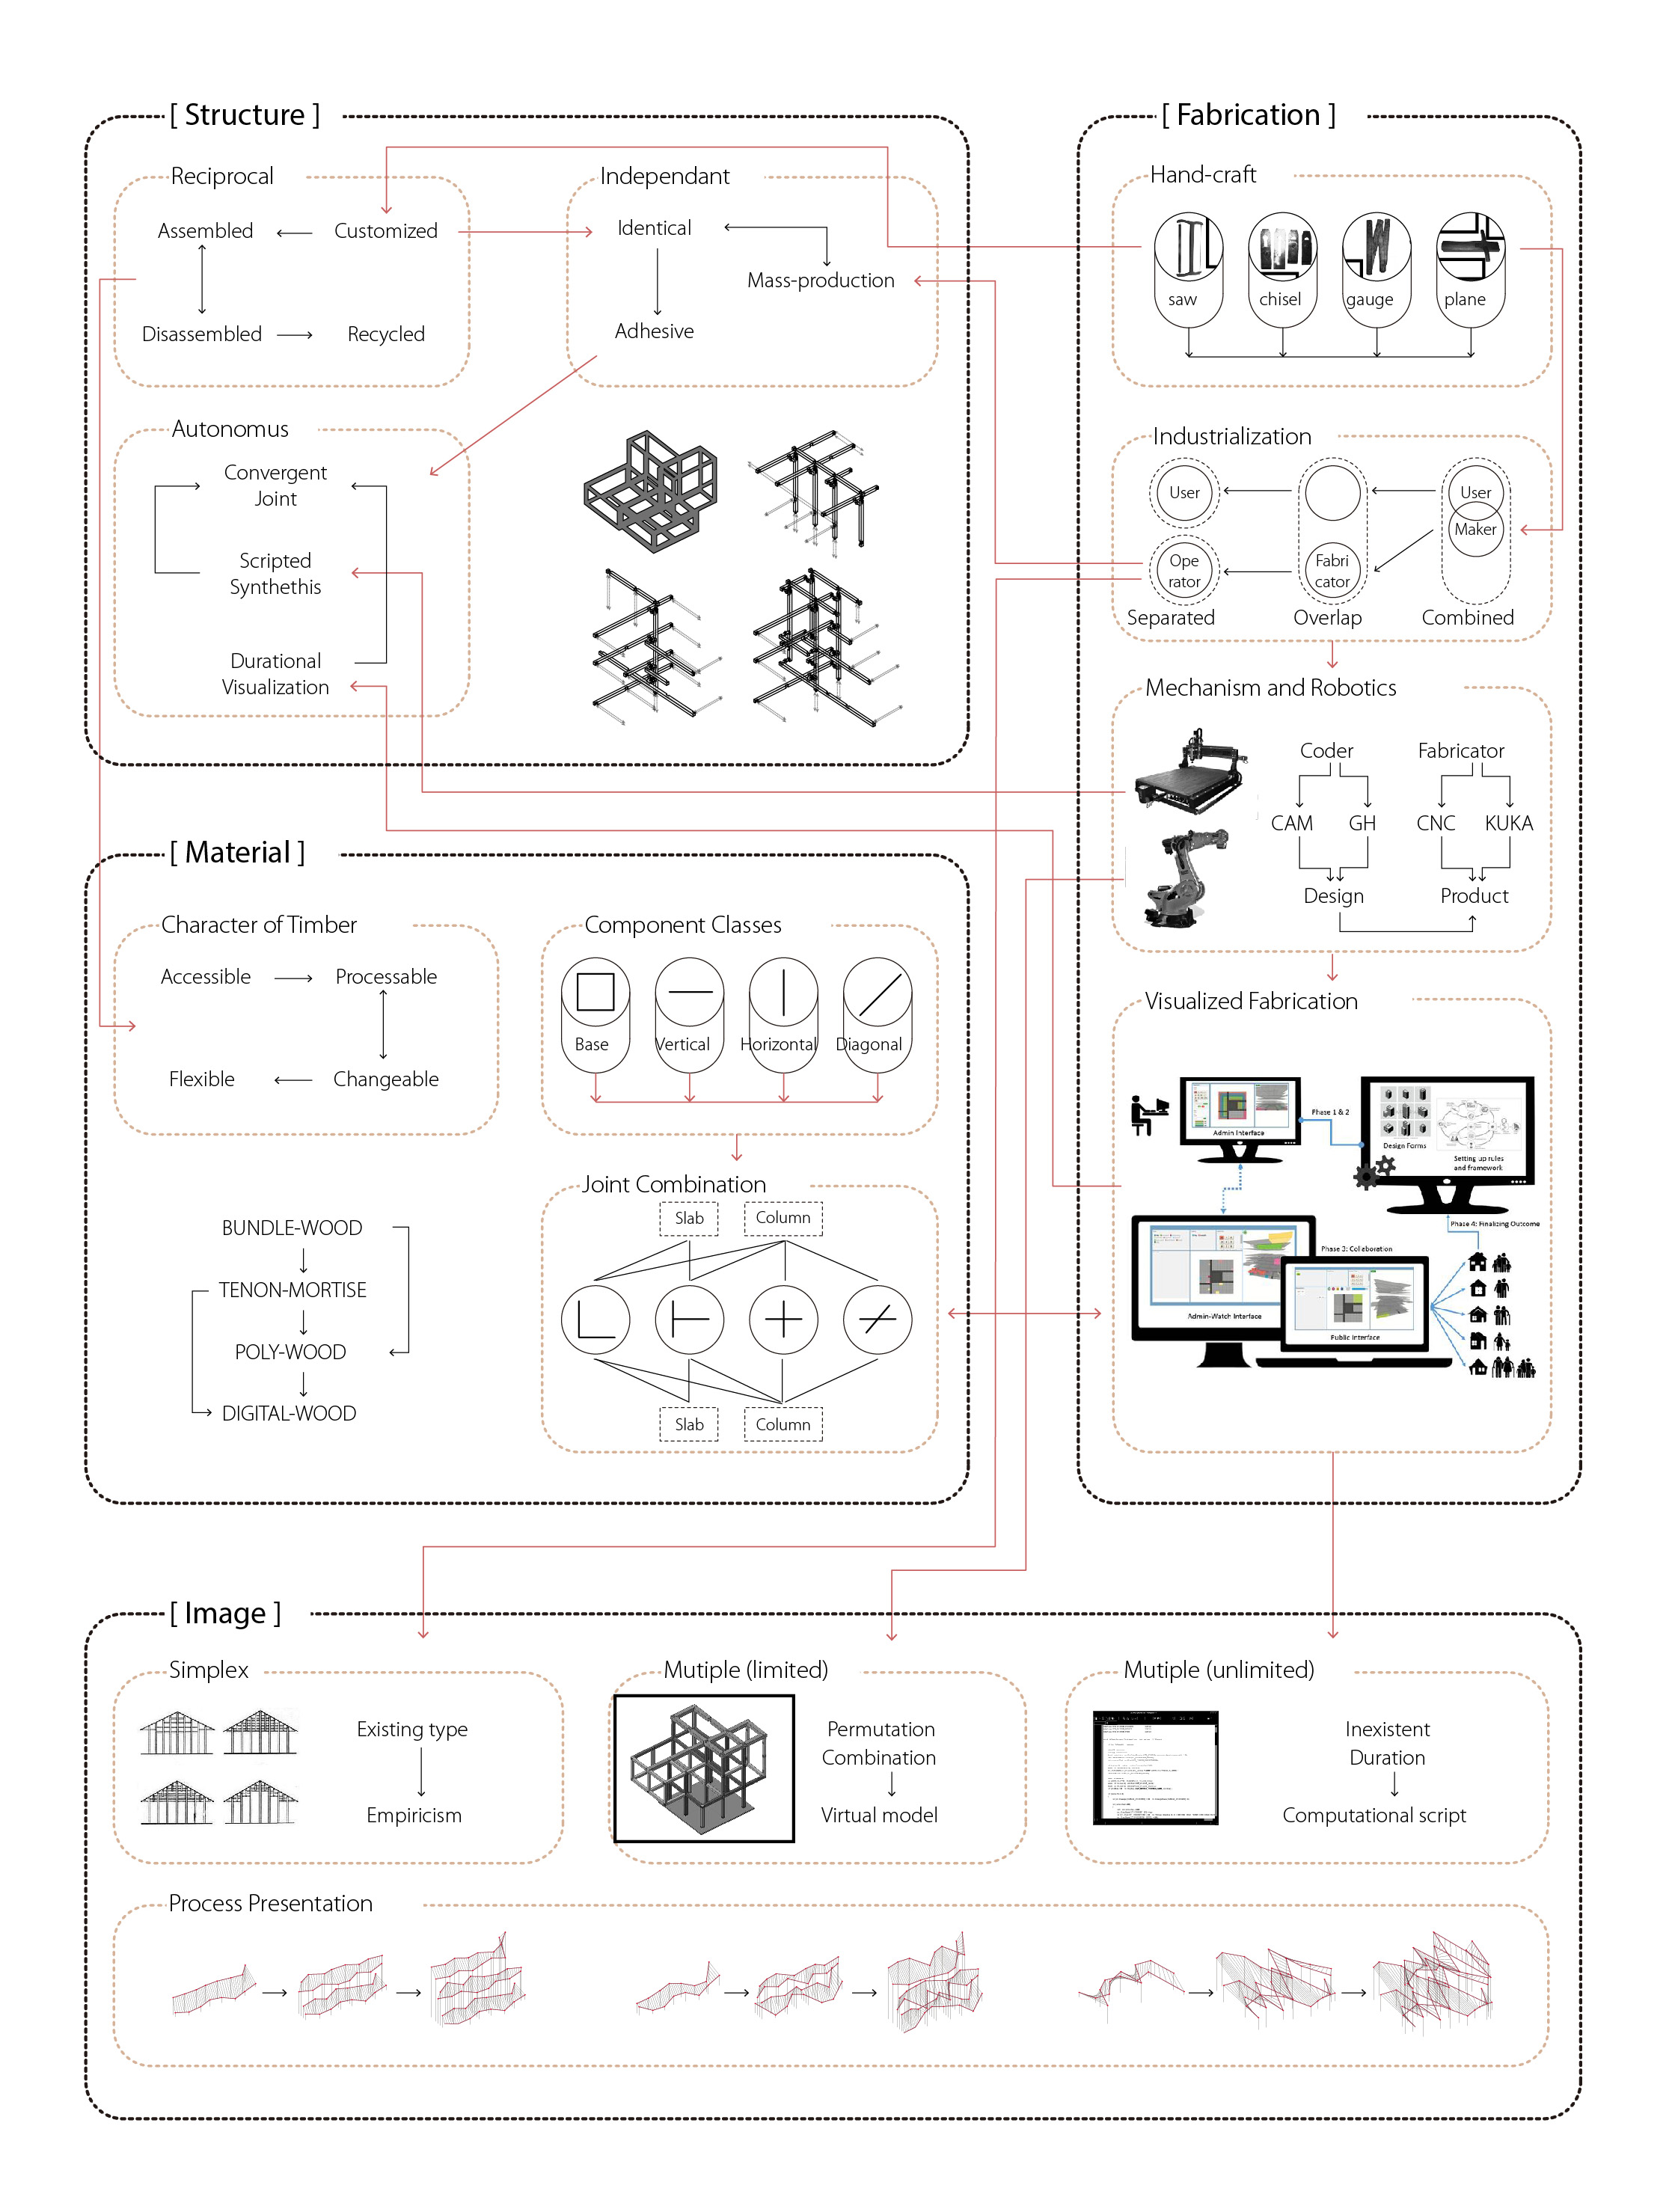 [ Structure ]
Reciprocal
Assembled
Customized
Disassembled
Recycled
Independant
Identical
Mass-production
Adhesive
Autonomus
Convergent
Joint
Scripted
Synthethis
Durational
Visualization
[ Fabrication ]
Hand-craft
saw
chisel
gauge
plane
Industrialization
User
User
Maker
Ope
rator
Fabri
cator
Separated
Overlap
Combined
Mechanism and Robotics
Coder
Fabricator
CAM
GH
CNC
KUKA
Design
Product
Visualized Fabrication
Phase 1 & 2
Admin Interface
Design Forms
Setting up rules
and framework
Phase 4: Finalizing Outcome
Phase 3: Collaboration
Admin-Watch Interface
Public Interface
[ Material ]
Character of Timber
Accessible
Processable
Flexible
Changeable
Component Classes
Base
Vertical
Horizontal
Diagonal
Joint Combination
Slab
Column
Slab
Column
BUNDLE-WOOD
TENON-MORTISE
POLY-WOOD
DIGITAL-WOOD
[ Image ]
Simplex
Existing type
Empiricism
Mutiple (limited)
Permutation
Combination
Virtual model
Mutiple (unlimited)
Inexistent
Duration
Computational script
Process Presentation